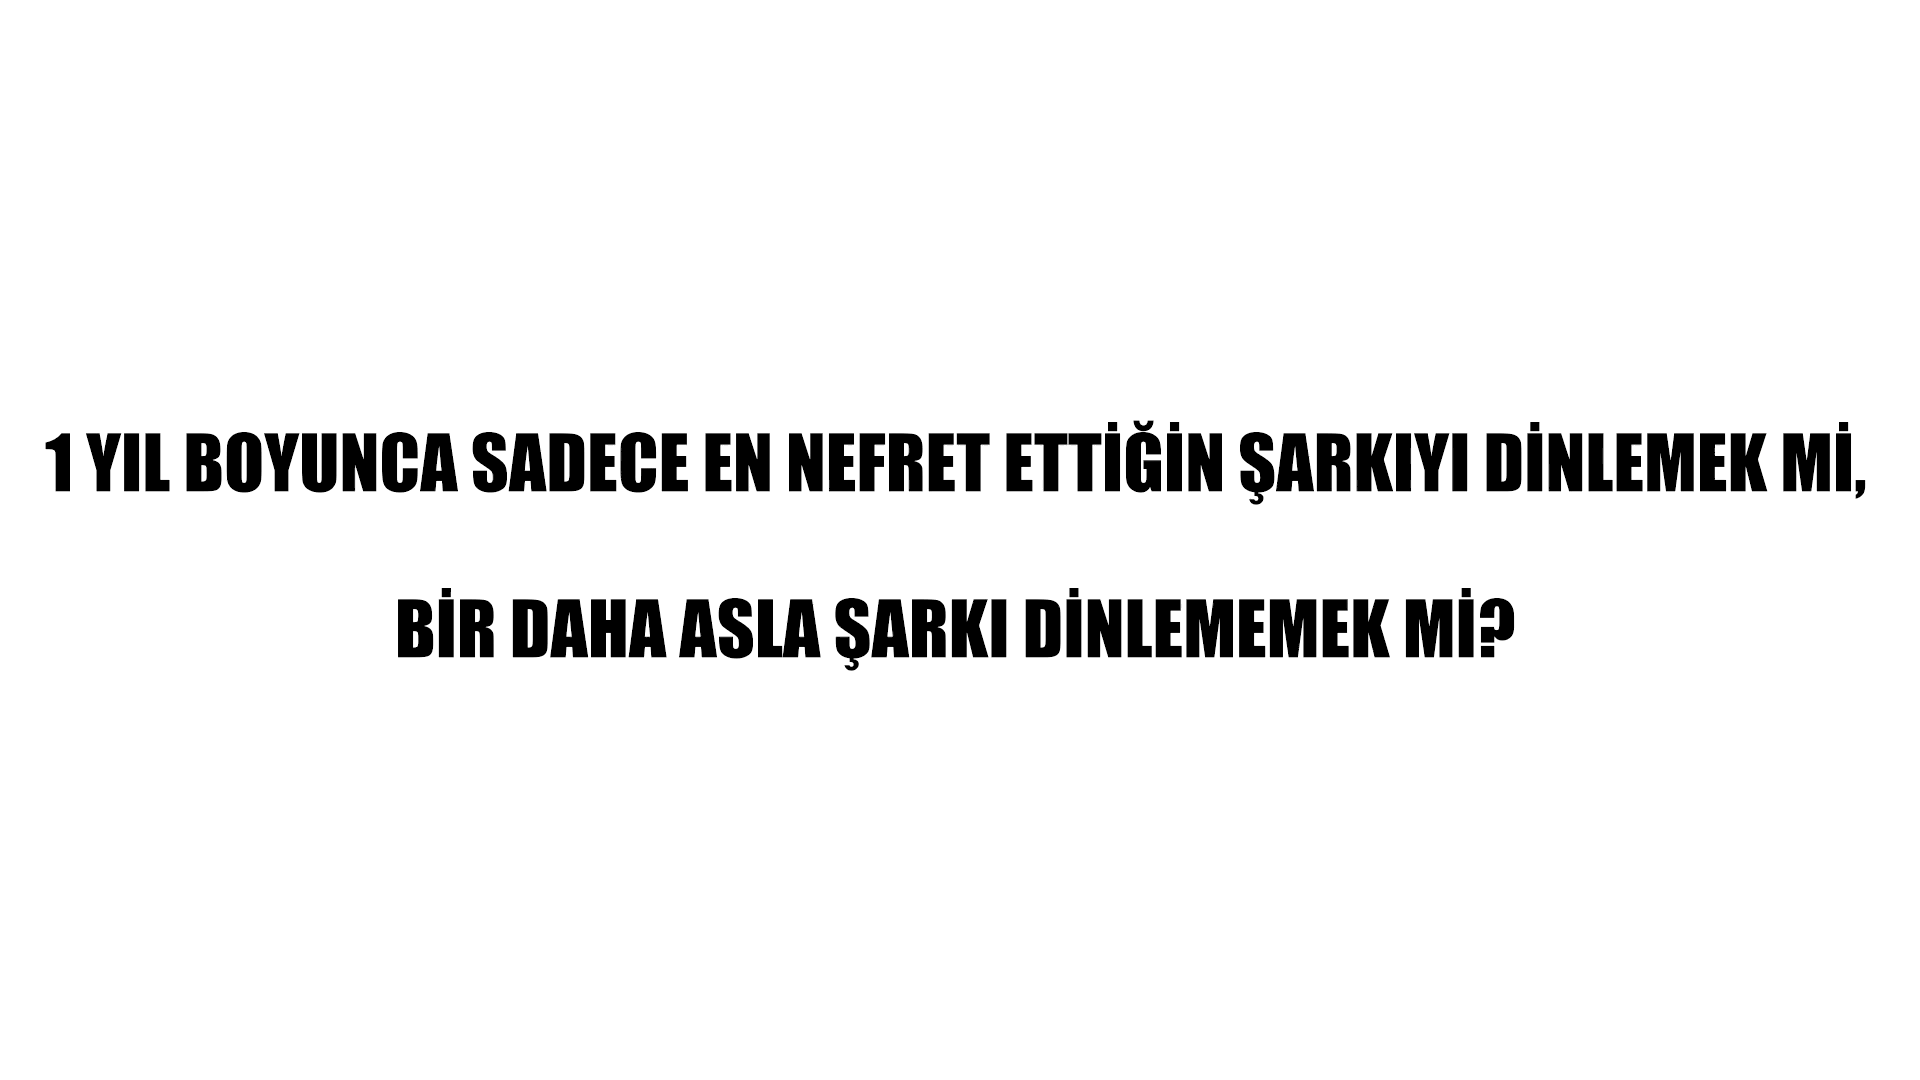 1 YIL BOYUNCA SADECE EN NEFRET ETTİĞİN ŞARKIYI DİNLEMEK Mİ,
BİR DAHA ASLA ŞARKI DİNLEMEMEK Mİ?